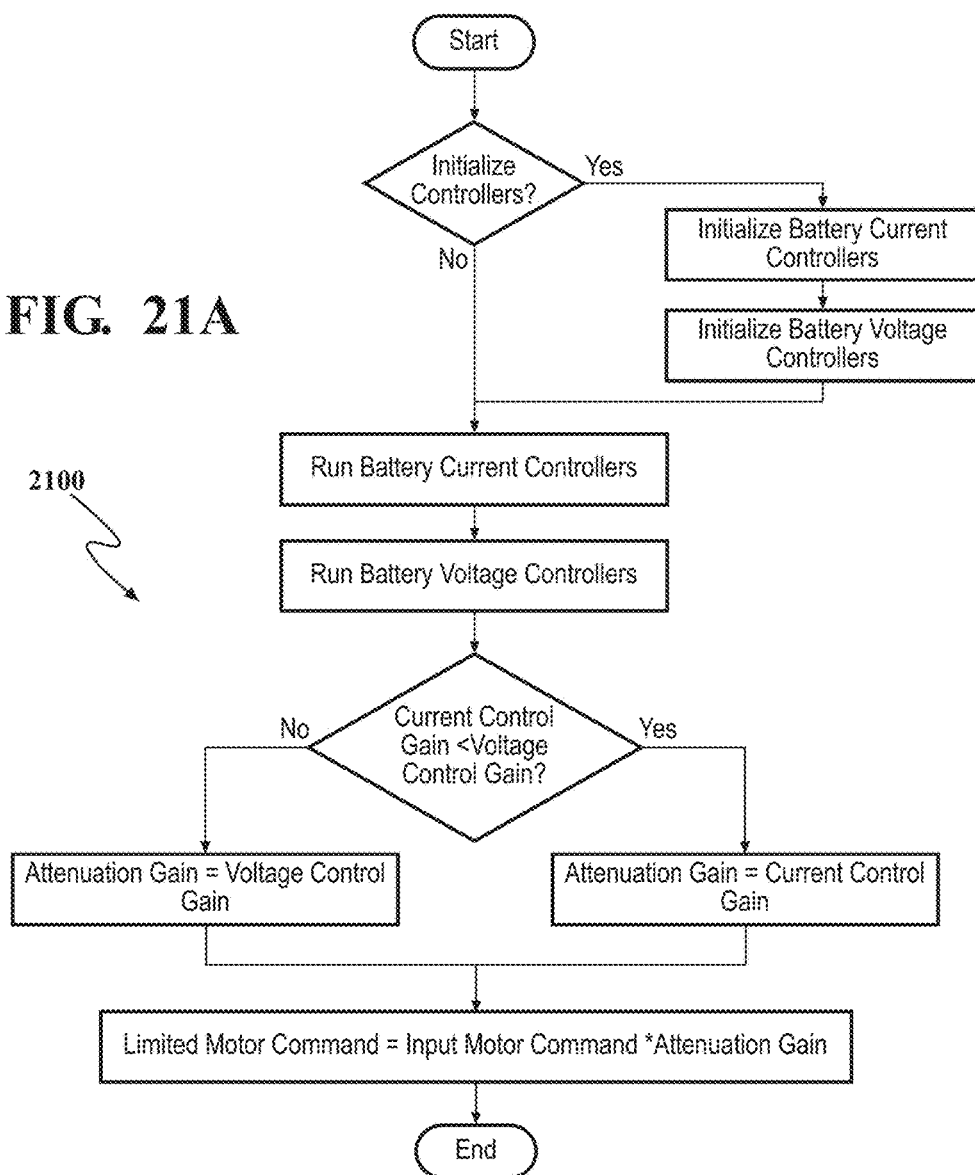 Start
Initialize
Controllers?
Yes
No
Initialize Battery Current
Controllers
Initialize Battery Voltage
Controllers
FIG. 21A
Run Battery Current Controllers
2100
Run Battery Voltage Controllers
Current Control
Gain <Voltage
Control Gain?
No
Yes
Attenuation Gain = Voltage Control
Gain
Attenuation Gain = Current Control
Gain
Limited Motor Command = Input Motor Command *Attenuation Gain
End